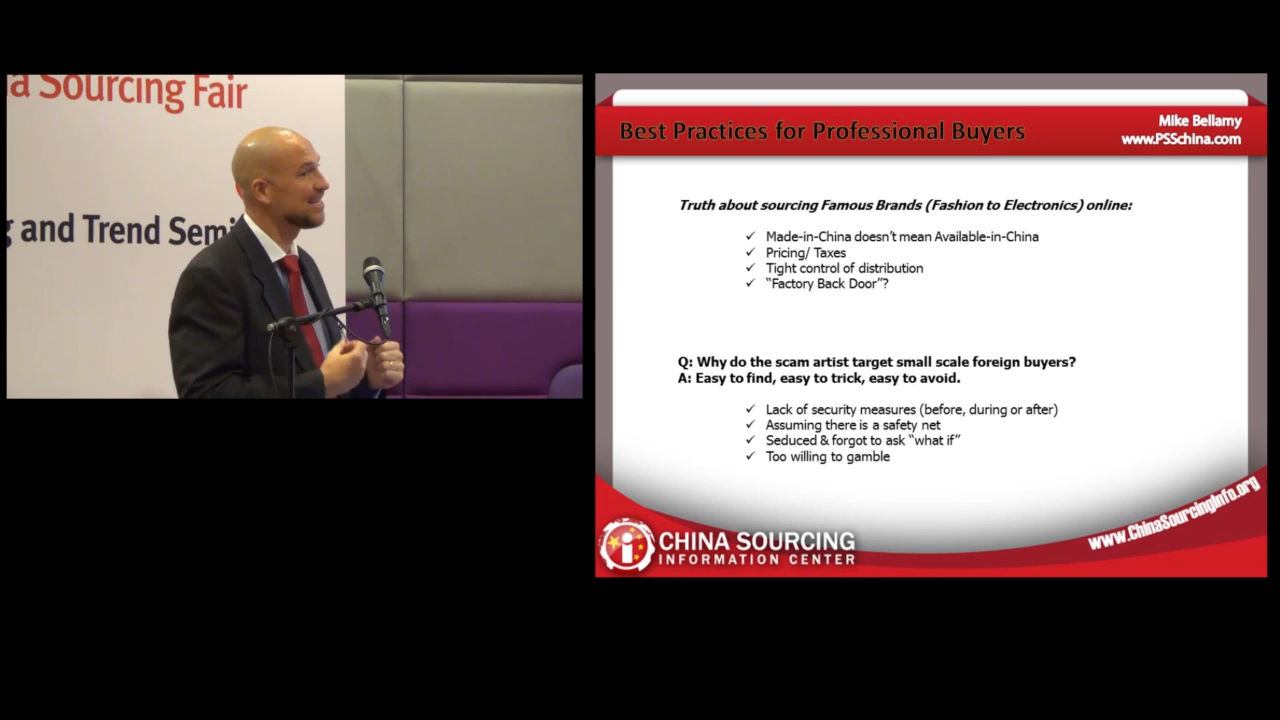 a Sourcing Fair
g and Trend Semi
Best Practices for Professional Buyers
Mike Bellamy
www.PSSchina.com
Truth about sourcing Famous Brands (Fashion to Electronics) online:
✓ Made-in-China doesn't mean Available-in-China
✓ Pricing/ Taxes
✓ Tight control of distribution
✓ "Factory Back Door"?
Q: Why do the scam artist target small scale foreign buyers?
A: Easy to find, easy to trick, easy to avoid.
✓ Lack of security measures (before, during or after)
✓ Assuming there is a safety net
✓ Seduced & forgot to ask "what if"
✓ Too willing to gamble
www.ChinaSourcingInfo.org
CHINA SOURCING
INFORMATION CENTER